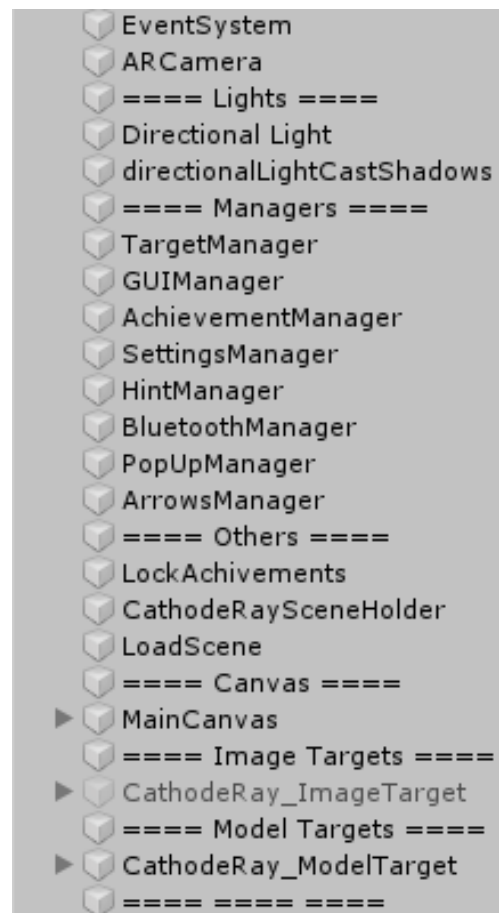 EventSystem
ARCamera
==== Lights ====
Directional Light
directionalLightCastShadows
==== Managers ====
TargetManager
GUIManager
AchievementManager
SettingsManager
HintManager
BluetoothManager
PopUpManager
ArrowsManager
==== Others ====
LockAchivements
CathodeRaySceneHolder
LoadScene
==== Canvas ====
MainCanvas
==== Image Targets ====
CathodeRay_ImageTarget
==== Model Targets ====
CathodeRay_ModelTarget
==== ==== ====